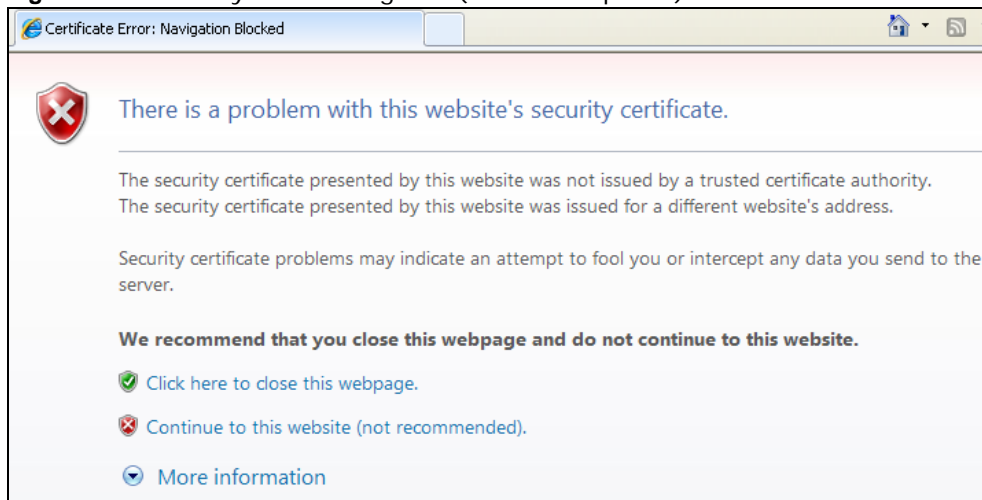 Certificate Error: Navigation Blocked
There is a problem with this website's security certificate.
The security certificate presented by this website was not issued by a trusted certificate authority.
The security certificate presented by this website was issued for a different website's address.
Security certificate problems may indicate an attempt to fool you or intercept any data you send to the
server.
We recommend that you close this webpage and do not continue to this website.
Click here to close this webpage.
Continue to this website (not recommended).
More information